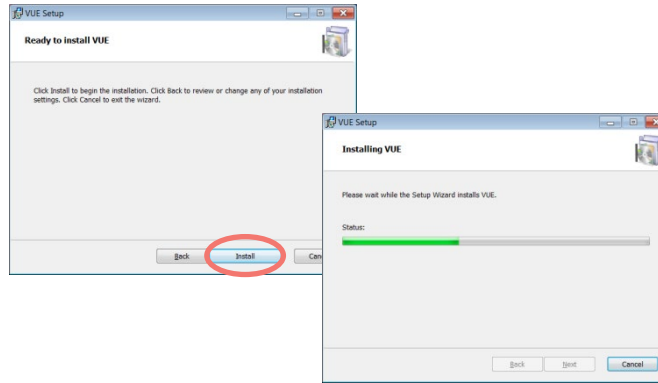 VUE Setup
Ready to install VUE
Click Install to begin the installation. Click Back to review or change any of your installation
settings. Click Cancel to exit the wizard.
Back
Install
VUE Setup
Installing VUE
Please wait while the Setup Wizard installs VUE.
Status:
Back
Next
Cancel